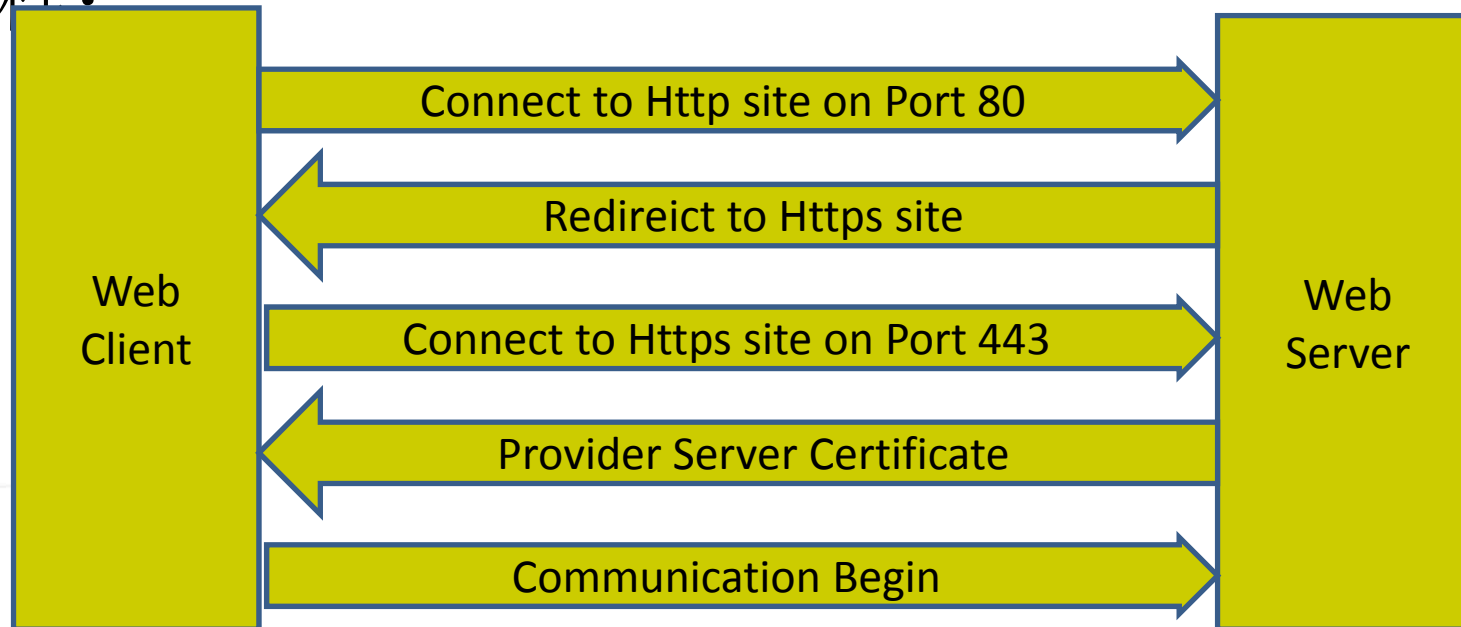 Connect to Http site on Port 80
Redireict to Https site
Web
Client
Web
Server
Connect to Https site on Port 443
Provider Server Certificate
Communication Begin